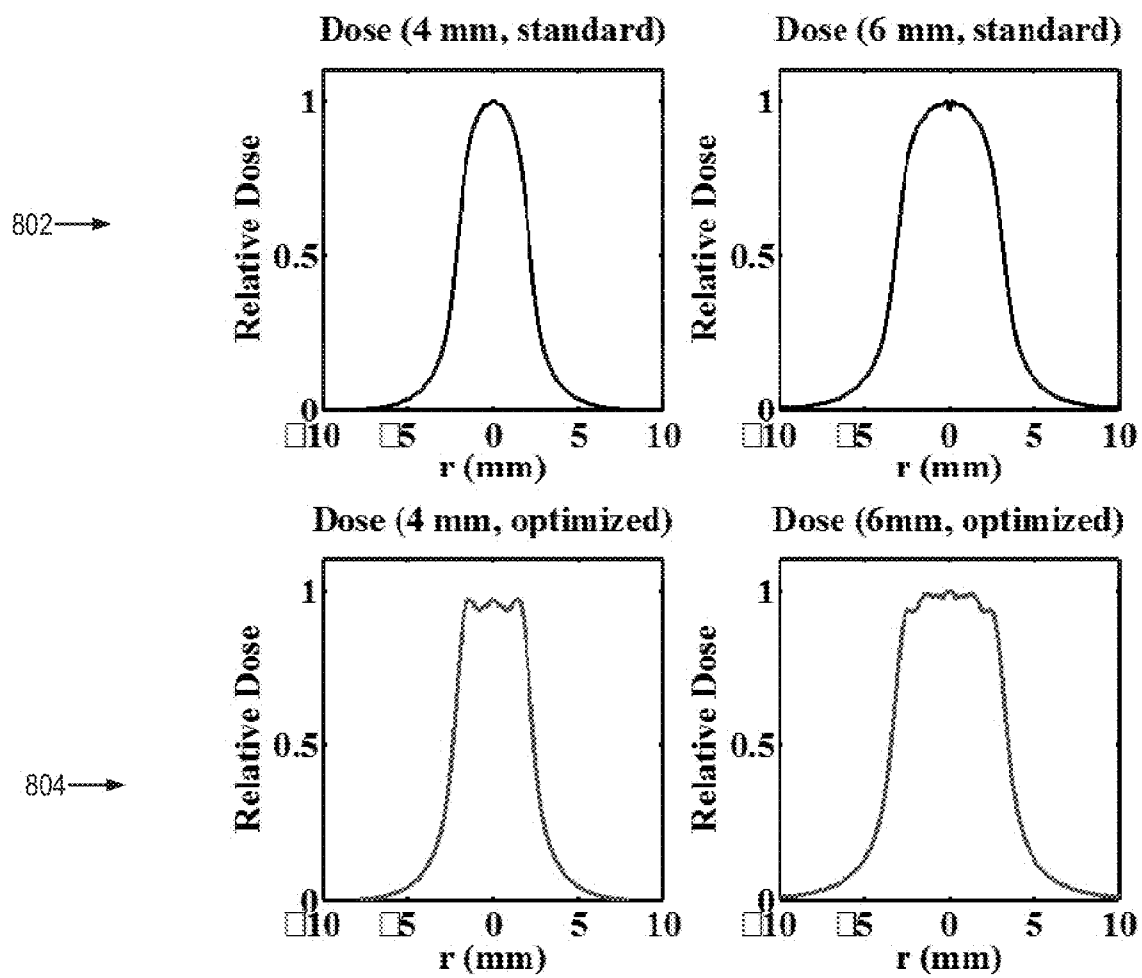 Dose (4 mm, standard)
Dose (6 mm, standard)
802
Relative Dose
1
0.5
0
□10 □5 0 5 10
r (mm)
Relative Dose
1
0.5
0
□10 □5 0 5 10
r (mm)
Dose (4 mm, optimized)
Dose (6mm, optimized)
804
Relative Dose
1
0.5
0
□10 □5 0 5 10
r (mm)
Relative Dose
1
0.5
0
□10 □5 0 5 10
r (mm)